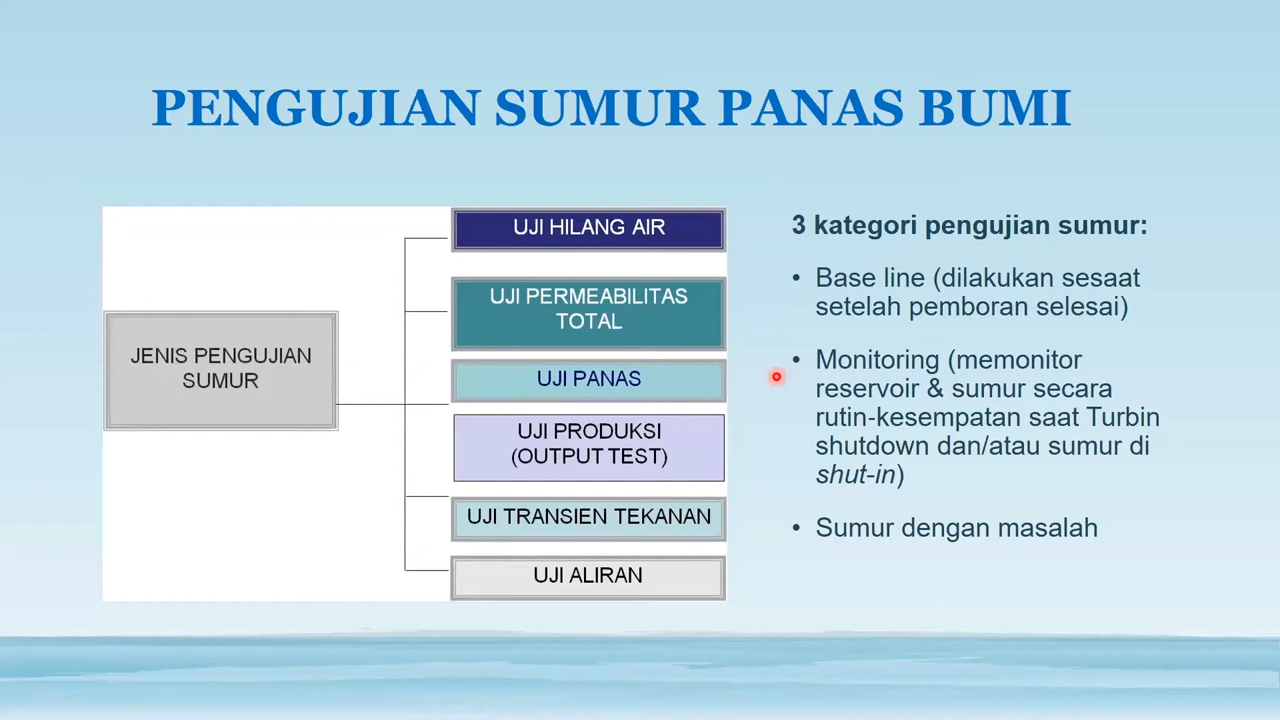 PENGUJIAN SUMUR PANAS BUMI
JENIS PENGUJIAN
SUMUR
UJI HILANG AIR
UJI PERMEABILITAS
TOTAL
UJI PANAS
UJI PRODUKSI
(OUTPUT TEST)
UJI TRANSIEN TEKANAN
UJI ALIRAN
3 kategori pengujian sumur:
• Base line (dilakukan sesaat
setelah pemboran selesai)
• Monitoring (memonitor
reservoir & sumur secara
rutin-kesempatan saat Turbin
shutdown dan/atau sumur di
shut-in)
• Sumur dengan masalah